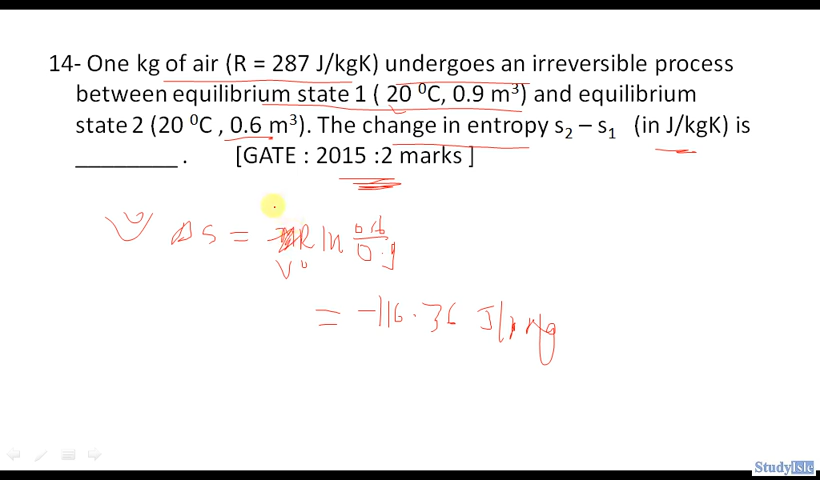 14- One kg of air (R = 287 J/kgK) undergoes an irreversible process
between equilibrium state 1 ( 20 ⁰C, 0.9 m³) and equilibrium
state 2 (20 ⁰C , 0.6 m³). The change in entropy s₂ – s₁ (in J/kgK) is
________ . [GATE : 2015 :2 marks ]
ΔS = R ln 0.6/0.9
= -116.36 J/kg
StudyIsle